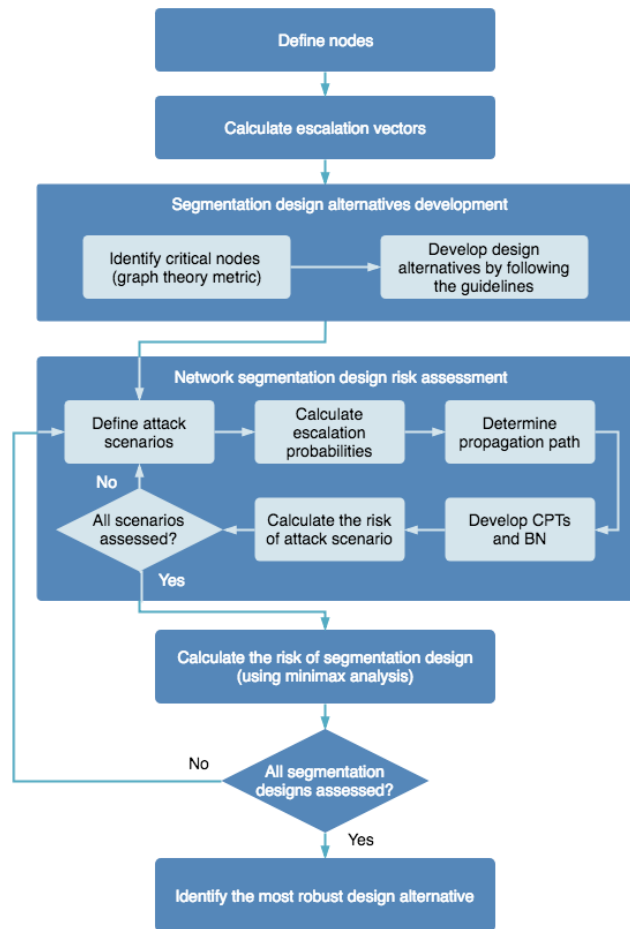 Define nodes
Calculate escalation vectors
Segmentation design alternatives development
Identify critical nodes
(graph theory metric)
Develop design
alternatives by following
the guidelines
Network segmentation design risk assessment
Define attack
scenarios
Calculate
escalation
probabilities
Determine
propagation path
No
All scenarios
assessed?
Calculate the risk
of attack scenario
Develop CPTs
and BN
Yes
Calculate the risk of segmentation design
(using minimax analysis)
No
All segmentation
designs assessed?
Yes
Identify the most robust design alternative